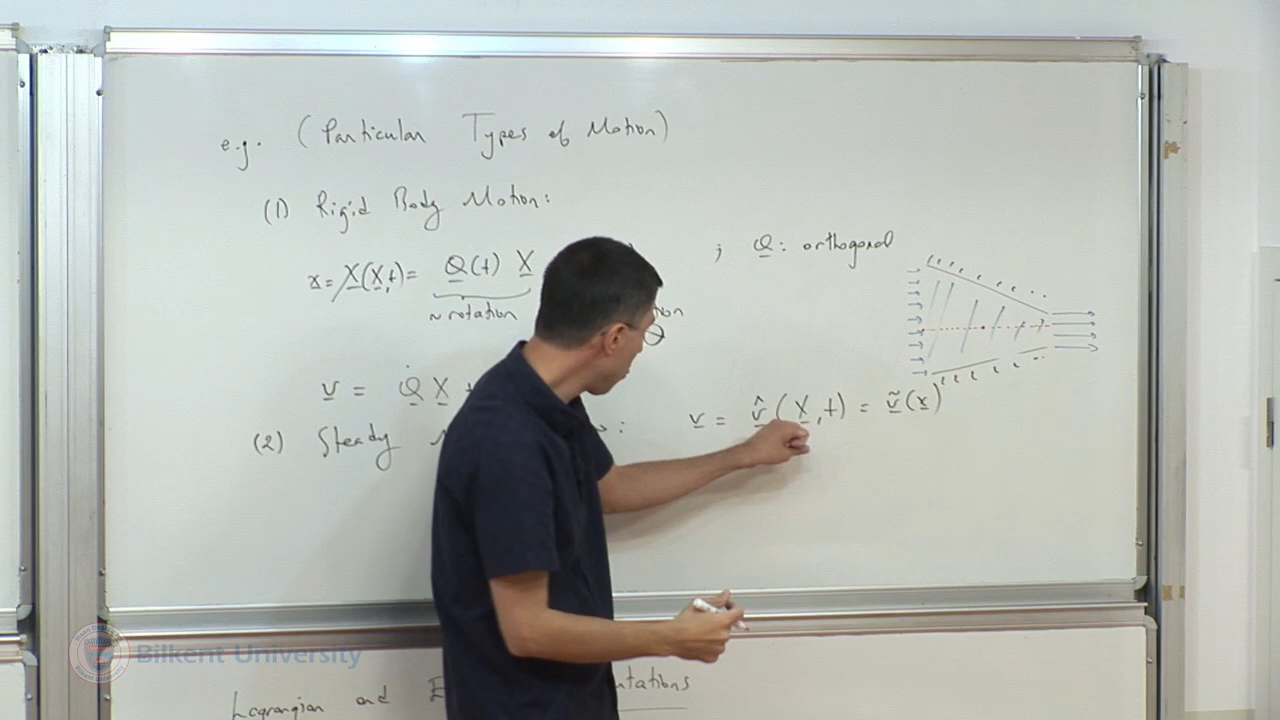 e.g. (Particular Types of Motion)
(1) Rigid Body Motion:
x = χ(X,t) = Q(t) X ; Q: orthogonal
~ rotation
v = Q̇ X
(2) Steady : v = v̂(X,t) = ṽ(x)
Lagrangian and
Bilkent University